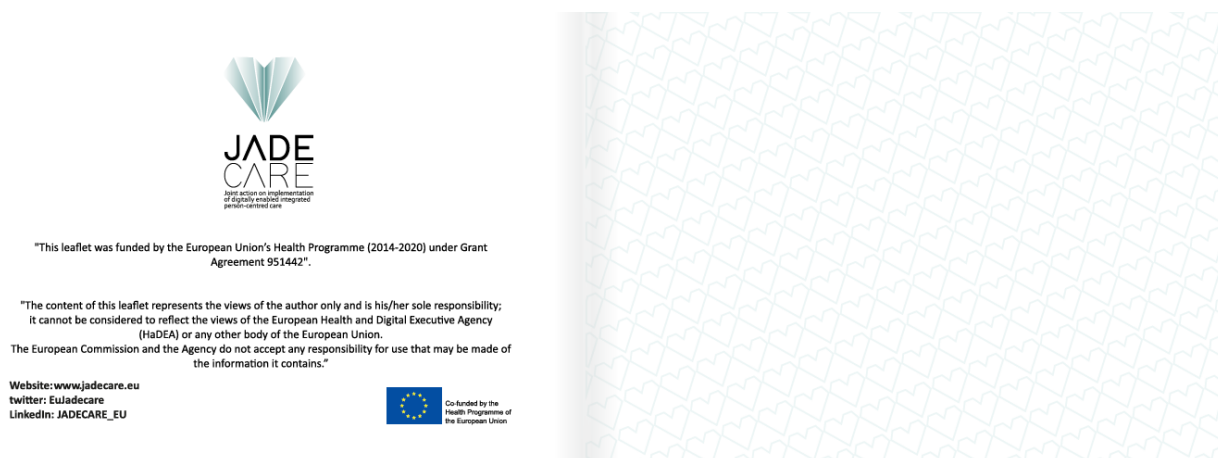 JADE
CARE
Joint action on implementation
of digitally enabled integrated
person-centred care
"This leaflet was funded by the European Union's Health Programme (2014-2020) under Grant
Agreement 951442".
"The content of this leaflet represents the views of the author only and is his/her sole responsibility;
it cannot be considered to reflect the views of the European Health and Digital Executive Agency
(HaDEA) or any other body of the European Union.
The European Commission and the Agency do not accept any responsibility for use that may be made of
the information it contains.”
Website:www.jadecare.eu
twitter: EuJadecare
LinkedIn: JADECARE_EU
Co-funded by the
Health Programme of
the European Union